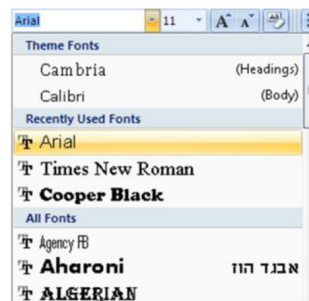 Arial 11 A A Aa
Theme Fonts
Cambria (Headings)
Calibri (Body)
Recently Used Fonts
Arial
Times New Roman
Cooper Black
All Fonts
Agency FB
Aharoni אבגד הוז
ALGERIAN